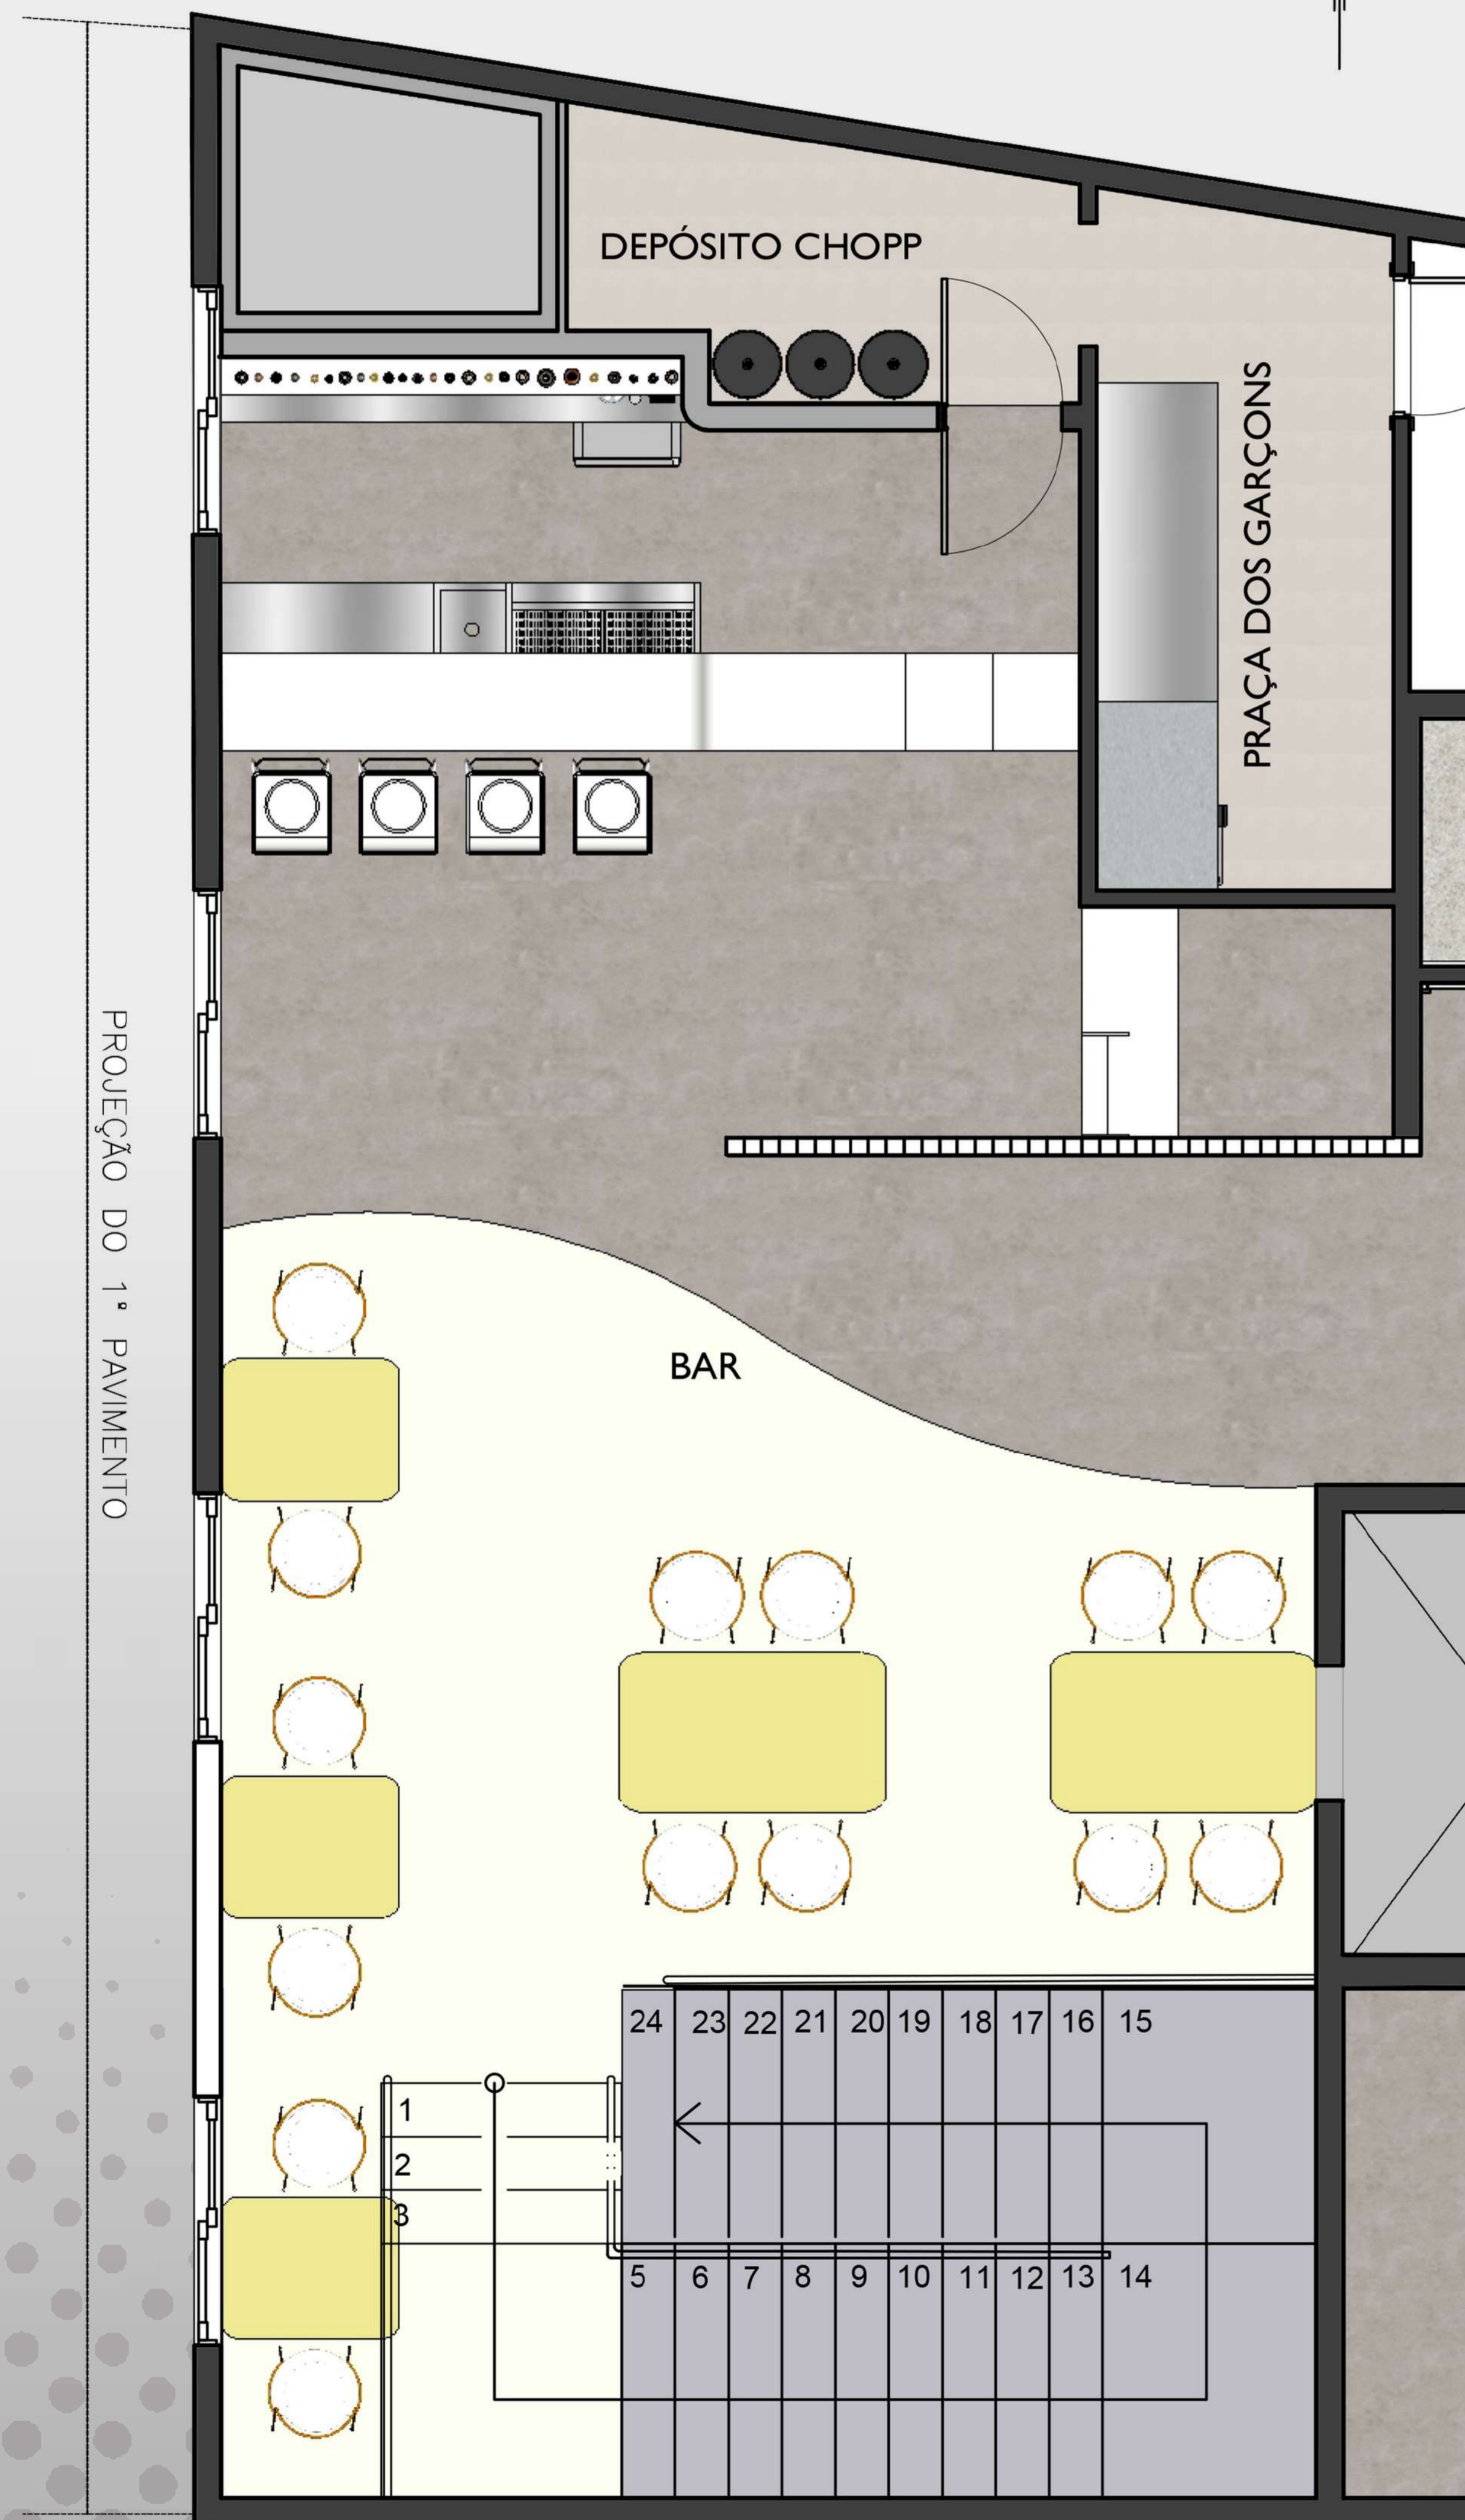 DEPÓSITO CHOPP
PRAÇA DOS GARÇONS
PROJEÇÃO DO 1º PAVIMENTO
BAR
24 23 22 21 20 19 18 17 16 15
1
2
3
5 6 7 8 9 10 11 12 13 14